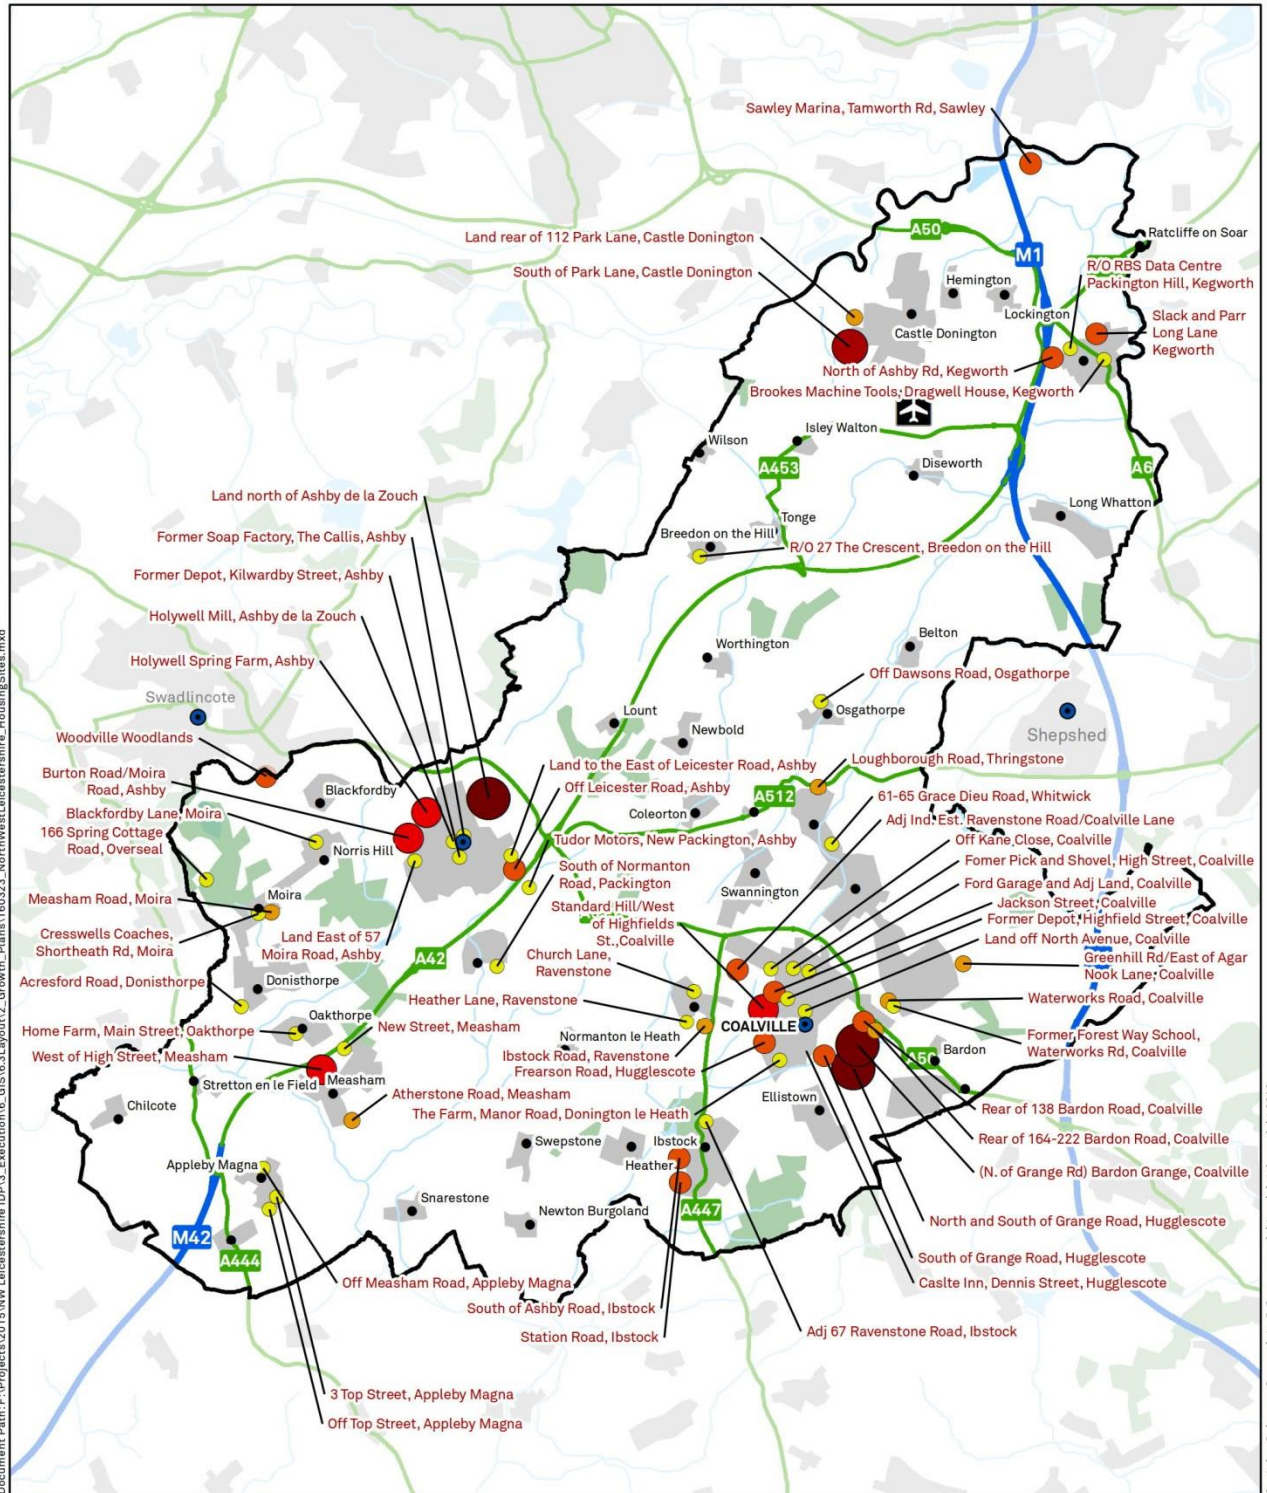 Sawley Marina, Tamworth Rd, Sawley
Land rear of 112 Park Lane, Castle Donington
A50
Ratcliffe on Soar
M1
South of Park Lane, Castle Donington
R/O RBS Data Centre
Packington Hill, Kegworth
Hemington
Lockington
Slack and Parr
Long Lane
Kegworth
Castle Donington
North of Ashby Rd, Kegworth
Brookes Machine Tools, Dragwell House, Kegworth
Isley Walton
Wilson
A453
Diseworth
A6
Land north of Ashby de la Zouch
Long Whatton
Tonge
Former Soap Factory, The Callis, Ashby
Breedon on the Hill
R/O 27 The Crescent, Breedon on the Hill
Former Depot, Kilwardby Street, Ashby
Holywell Mill, Ashby de la Zouch
Belton
Worthington
Holywell Spring Farm, Ashby
Off Dawsons Road, Osgathorpe
Swadlincote
Lount
Osgathorpe
Newbold
Shepshed
Woodville Woodlands
Loughborough Road, Thringstone
Land to the East of Leicester Road, Ashby
Burton Road/Moira
Road, Ashby
Off Leicester Road, Ashby
Blackfordby
A512
61-65 Grace Dieu Road, Whitwick
Blackfordby Lane, Moira
Coleorton
Adj Ind. Est. Ravenstone Road/Coalville Lane
166 Spring Cottage
Road, Overseal
Norris Hill
Tudor Motors, New Packington, Ashby
Off Kane Close, Coalville
Fomer Pick and Shovel, High Street, Coalville
South of Normanton
Road, Packington
Swannington
Ford Garage and Adj Land, Coalville
Measham Road, Moira
Moira
Jackson Street, Coalville
Standard Hill/West
of Highfields
St.,Coalville
Former Depot, Highfield Street, Coalville
Cresswells Coaches,
Shortheath Rd, Moira
Land East of 57
Moira Road, Ashby
Land off North Avenue, Coalville
A42
Church Lane,
Ravenstone
Greenhill Rd/East of Agar
Nook Lane, Coalville
Acresford Road, Donisthorpe
Donisthorpe
Heather Lane, Ravenstone
Waterworks Road, Coalville
Oakthorpe
Home Farm, Main Street, Oakthorpe
New Street, Measham
COALVILLE
Normanton le Heath
Former Forest Way School,
Waterworks Rd, Coalville
West of High Street, Measham
Ibstock Road, Ravenstone
A50
Bardon
Frearson Road, Hugglescote
Stretton en le Field
Measham
Atherstone Road, Measham
Ellistown
Chilcote
The Farm, Manor Road, Donington le Heath
Rear of 138 Bardon Road, Coalville
Swepstone
Ibstock
Rear of 164-222 Bardon Road, Coalville
Appleby Magna
Heather
(N. of Grange Rd) Bardon Grange, Coalville
Snarestone
Newton Burgoland
A447
North and South of Grange Road, Hugglescote
M42
A444
South of Grange Road, Hugglescote
Off Measham Road, Appleby Magna
Caslte Inn, Dennis Street, Hugglescote
South of Ashby Road, Ibstock
Station Road, Ibstock
Adj 67 Ravenstone Road, Ibstock
3 Top Street, Appleby Magna
Off Top Street, Appleby Magna